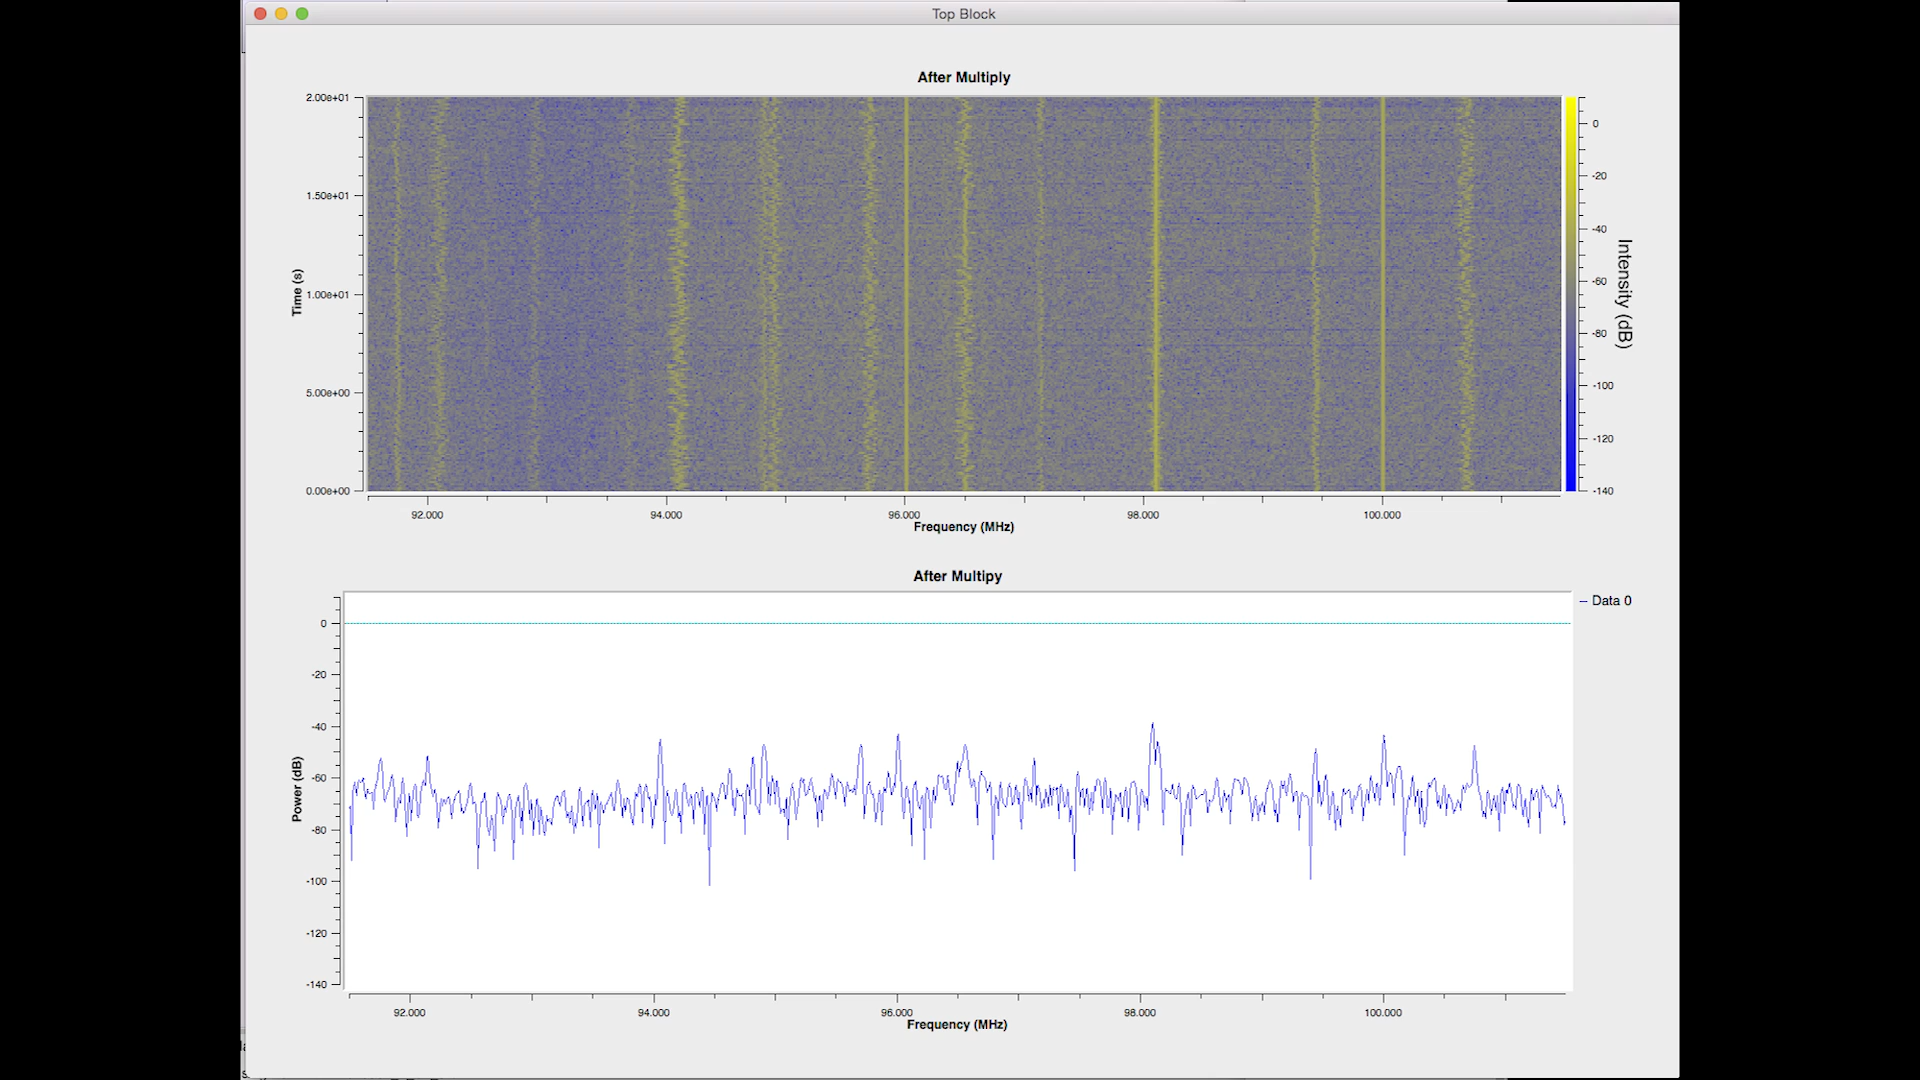 Top Block
After Multiply
2.00e+01
1.50e+01
1.00e+01
5.00e+00
0.00e+00
Time (s)
0
-20
-40
-60
-80
-100
-120
-140
Intensity (dB)
92.000 94.000 96.000 98.000 100.000
Frequency (MHz)
After Multipy
Data 0
0
-20
-40
-60
-80
-100
-120
-140
Power (dB)
92.000 94.000 96.000 98.000 100.000
Frequency (MHz)